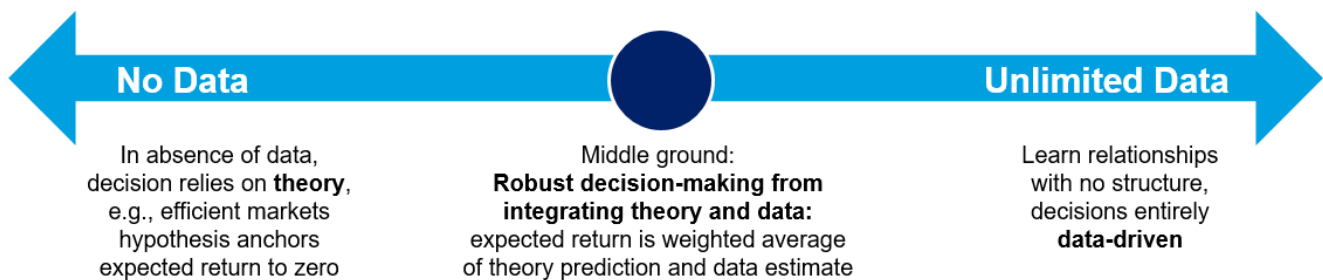 No Data
Unlimited Data
In absence of data,
decision relies on theory,
e.g., efficient markets
hypothesis anchors
expected return to zero
Middle ground:
Robust decision-making from
integrating theory and data:
expected return is weighted average
of theory prediction and data estimate
Learn relationships
with no structure,
decisions entirely
data-driven